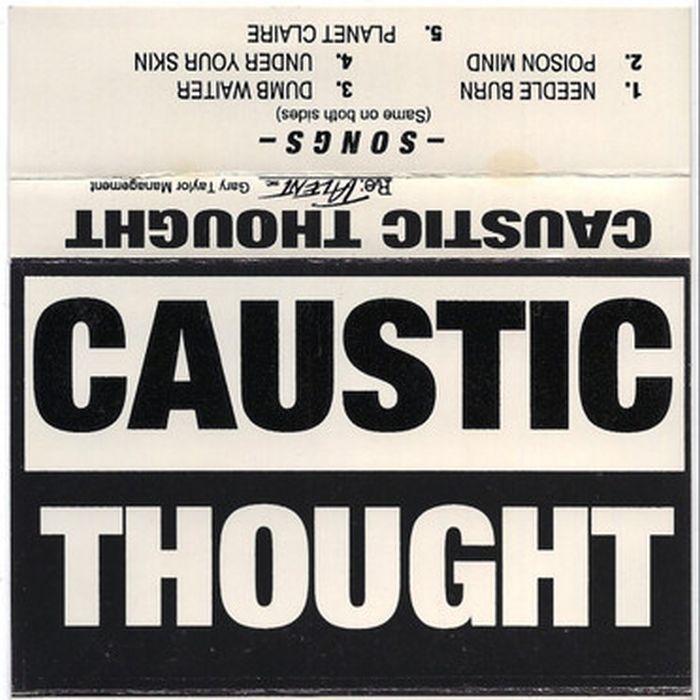 CAUSTIC
THOUGHT
CAUSTIC THOUGHT
Re: TALENT INC. Gary Taylor Management
- SONGS -
(Same on both sides)
1. NEEDLE BURN 3. DUMB WAITER
2. POISON MIND 4. UNDER YOUR SKIN
5. PLANET CLAIRE